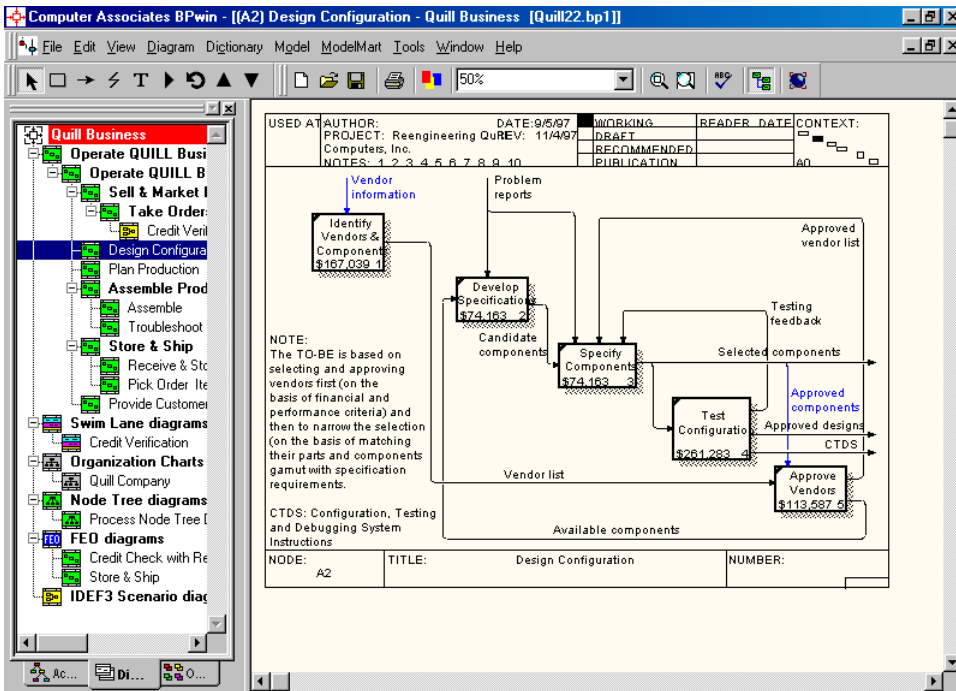 Computer Associates BPwin - [(A2) Design Configuration - Quill Business [Quill22.bp1]]
File Edit View Diagram Dictionary Model ModelMart Tools Window Help
T 50% ABC
Quill Business
Operate QUILL Busi
Operate QUILL B
Sell & Market
Take Order
Credit Veri
Design Configura
Plan Production
Assemble Prod
Assemble
Troubleshoot
Store & Ship
Receive & Sto
Pick Order Ite
Provide Customer
Swim Lane diagrams
Credit Verification
Organization Charts
Quill Company
Node Tree diagrams
Process Node Tree
FEO diagrams
Credit Check with Re
Store & Ship
IDEF3 Scenario diag
Ac...
Di...
O...
USED AT
AUTHOR:
DATE:9/5/97
PROJECT: Reengineering Qu
REV: 11/4/97
Computers, Inc.
NOTES: 1 2 3 4 5 6 7 8 9 10
WORKING
DRAFT
RECOMMENDED
PUBLICATION
READER DATE
CONTEXT:
A0
Vendor
information
Problem
reports
Identify
Vendors &
Component
$167,039 1
Approved
vendor list
Develop
Specification
$74,163 2
Testing
feedback
Candidate
components
Specify
Components
$74,163 3
Selected components
Approved
components
Test
Configuratio
$261,283 4
Approved designs
CTDS
Vendor list
Approve
Vendors
$113,587 5
Available components
NOTE:
The TO-BE is based on
selecting and approving
vendors first (on the
basis of financial and
performance criteria) and
then to narrow the selection
(on the basis of matching
their parts and components
gamut with specification
requirements.
CTDS: Configuration, Testing
and Debugging System
Instructions
NODE:
A2
TITLE:
Design Configuration
NUMBER: